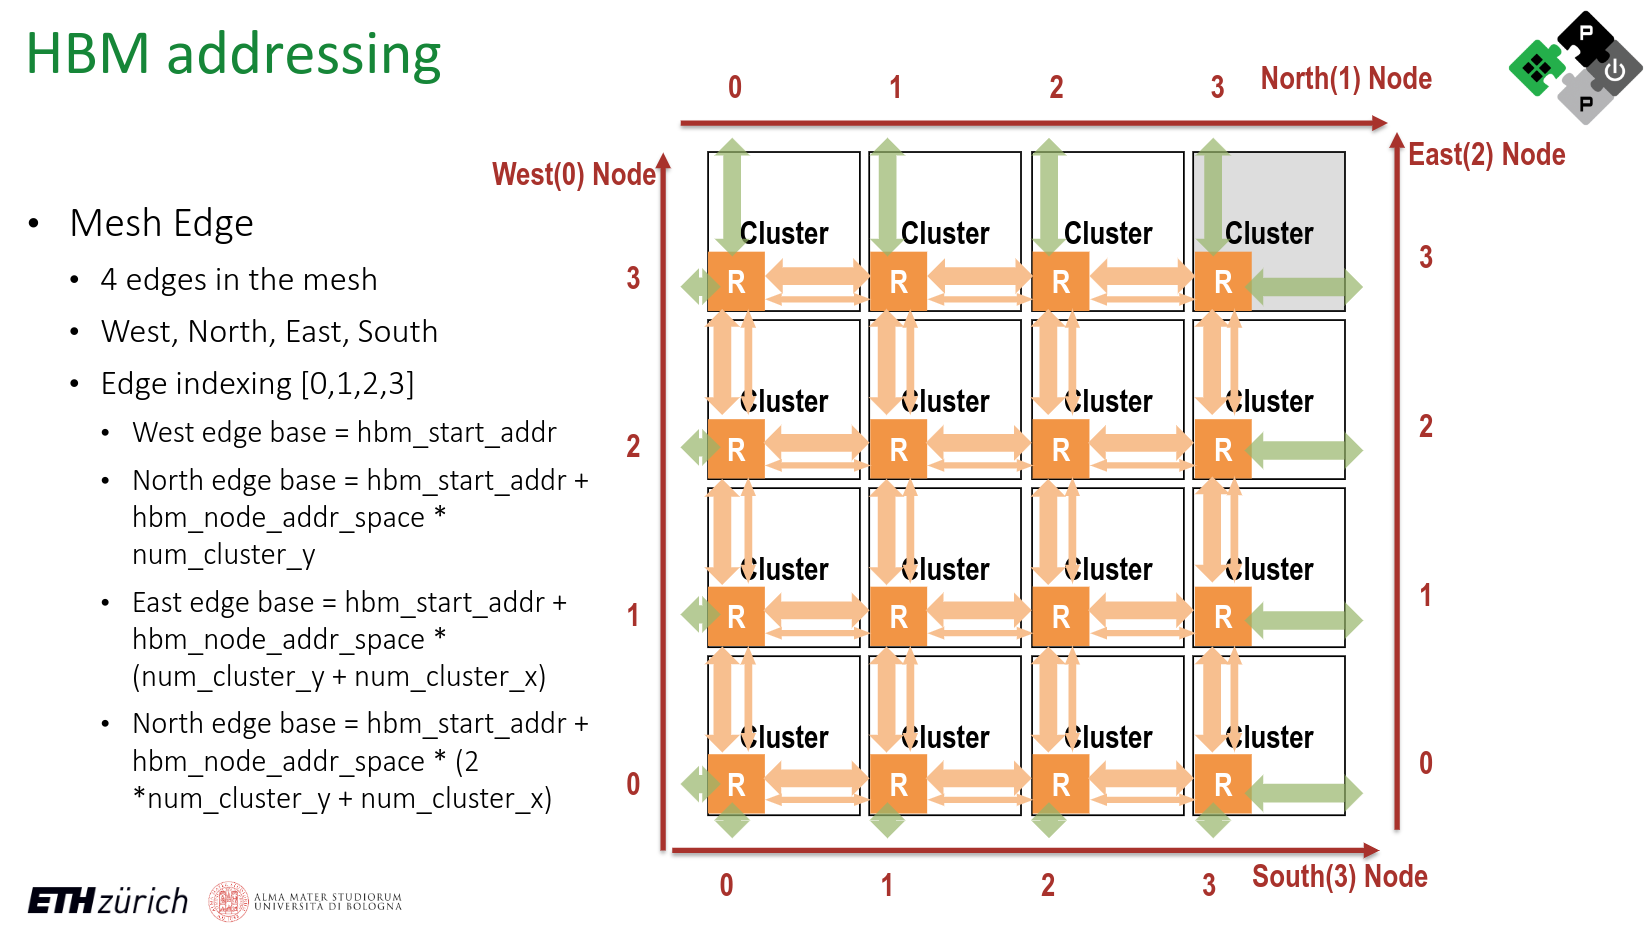 HBM addressing
• Mesh Edge
• 4 edges in the mesh
• West, North, East, South
• Edge indexing [0,1,2,3]
• West edge base = hbm_start_addr
• North edge base = hbm_start_addr +
hbm_node_addr_space *
num_cluster_y
• East edge base = hbm_start_addr +
hbm_node_addr_space *
(num_cluster_y + num_cluster_x)
• North edge base = hbm_start_addr +
hbm_node_addr_space * (2
*num_cluster_y + num_cluster_x)
0 1 2 3 North(1) Node
West(0) Node
East(2) Node
Cluster Cluster Cluster Cluster
3 R R R R 3
Cluster Cluster Cluster Cluster
2 R R R R 2
Cluster Cluster Cluster Cluster
1 R R R R 1
Cluster Cluster Cluster Cluster
0 R R R R 0
0 1 2 3 South(3) Node
P
P
ETH zürich
ALMA MATER STUDIORUM
UNIVERSITÀ DI BOLOGNA